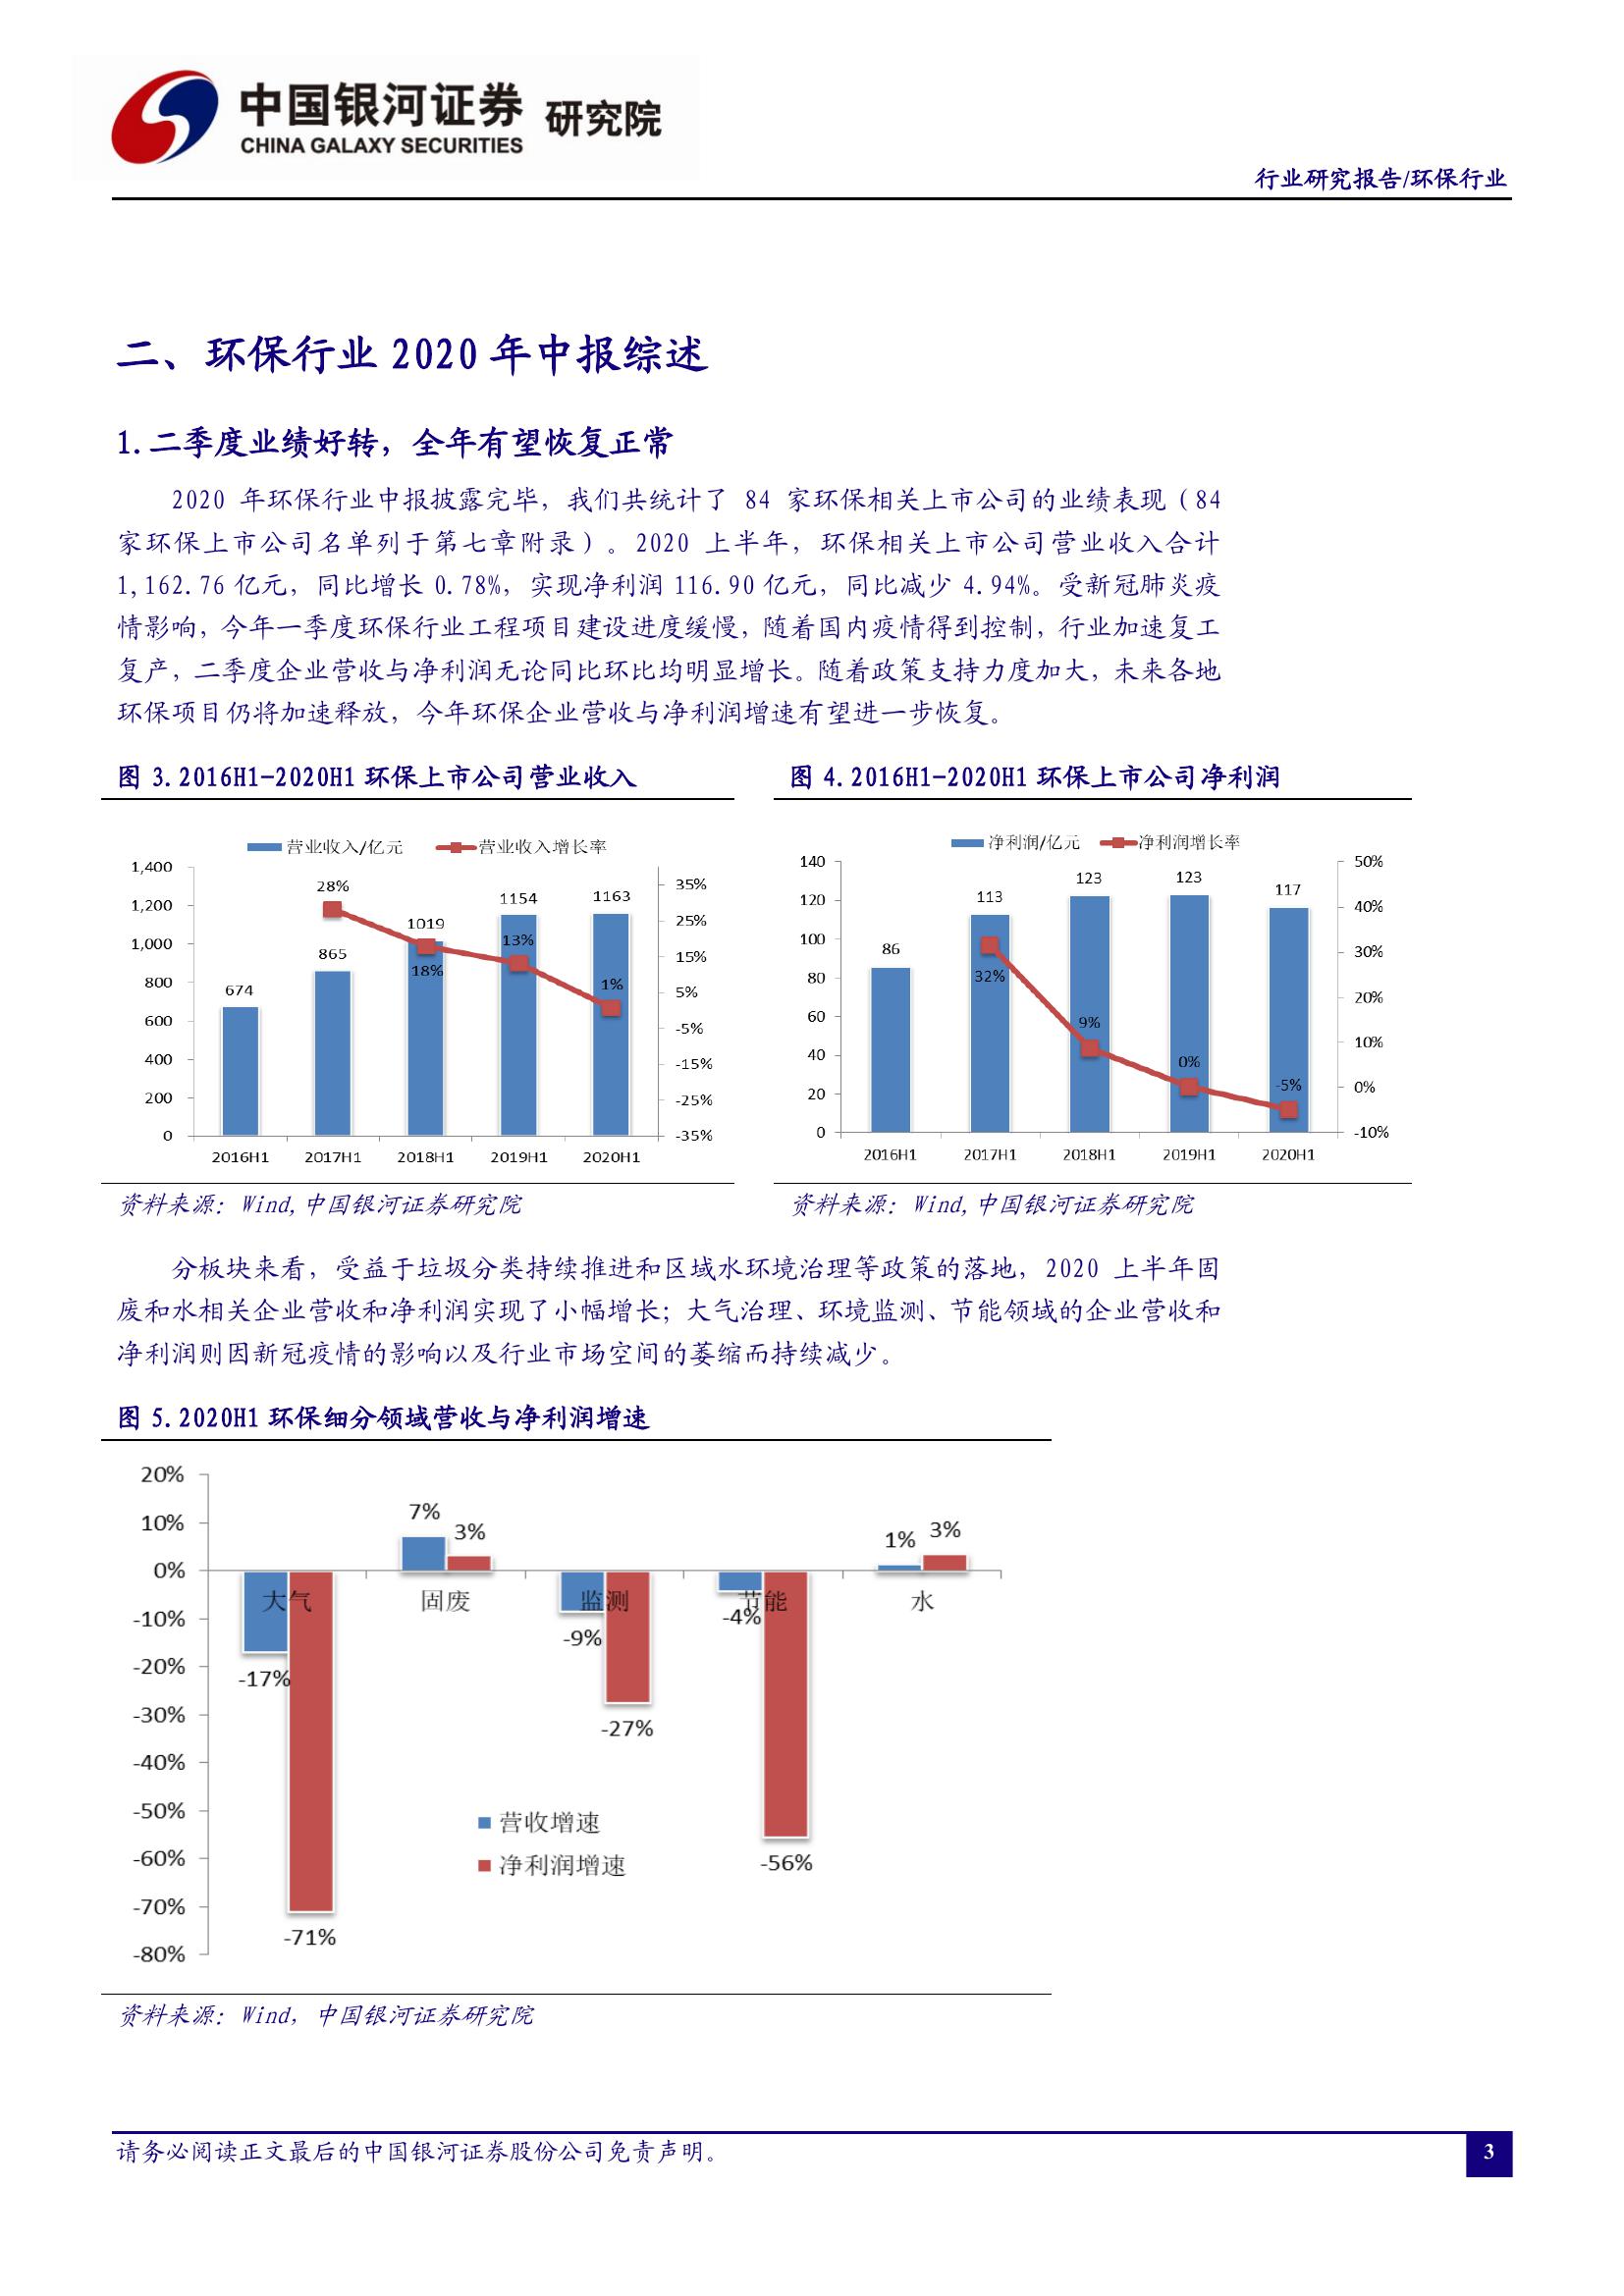 中国银河证券 研究院
CHINA GALAXY SECURITIES
行业研究报告/环保行业
二、环保行业 2020 年中报综述
1.二季度业绩好转，全年有望恢复正常
2020 年环保行业中报披露完毕，我们共统计了 84 家环保相关上市公司的业绩表现（84
家环保上市公司名单列于第七章附录）。2020 上半年，环保相关上市公司营业收入合计
1,162.76 亿元，同比增长 0.78%，实现净利润 116.90 亿元，同比减少 4.94%。受新冠肺炎疫
情影响，今年一季度环保行业工程项目建设进度缓慢，随着国内疫情得到控制，行业加速复工
复产，二季度企业营收与净利润无论同比环比均明显增长。随着政策支持力度加大，未来各地
环保项目仍将加速释放，今年环保企业营收与净利润增速有望进一步恢复。
图 3.2016H1-2020H1 环保上市公司营业收入
营业收入/亿元 营业收入增长率
1,400
1,200
1,000
800
600
400
200
0
35%
25%
15%
5%
-5%
-15%
-25%
-35%
674
865
1019
1154
1163
28%
18%
13%
1%
2016H1 2017H1 2018H1 2019H1 2020H1
资料来源：Wind,中国银河证券研究院
图 4.2016H1-2020H1 环保上市公司净利润
净利润/亿元 净利润增长率
140
120
100
80
60
40
20
0
50%
40%
30%
20%
10%
0%
-10%
86
113
123
123
117
32%
9%
0%
-5%
2016H1 2017H1 2018H1 2019H1 2020H1
资料来源：Wind,中国银河证券研究院
分板块来看，受益于垃圾分类持续推进和区域水环境治理等政策的落地，2020 上半年固
废和水相关企业营收和净利润实现了小幅增长；大气治理、环境监测、节能领域的企业营收和
净利润则因新冠疫情的影响以及行业市场空间的萎缩而持续减少。
图 5.2020H1 环保细分领域营收与净利润增速
20%
10%
0%
-10%
-20%
-30%
-40%
-50%
-60%
-70%
-80%
7%
3%
1%
3%
大气 固废 监测 节能 水
-17%
-71%
-9%
-27%
-4%
-56%
营收增速
净利润增速
资料来源：Wind，中国银河证券研究院
请务必阅读正文最后的中国银河证券股份公司免责声明。
3